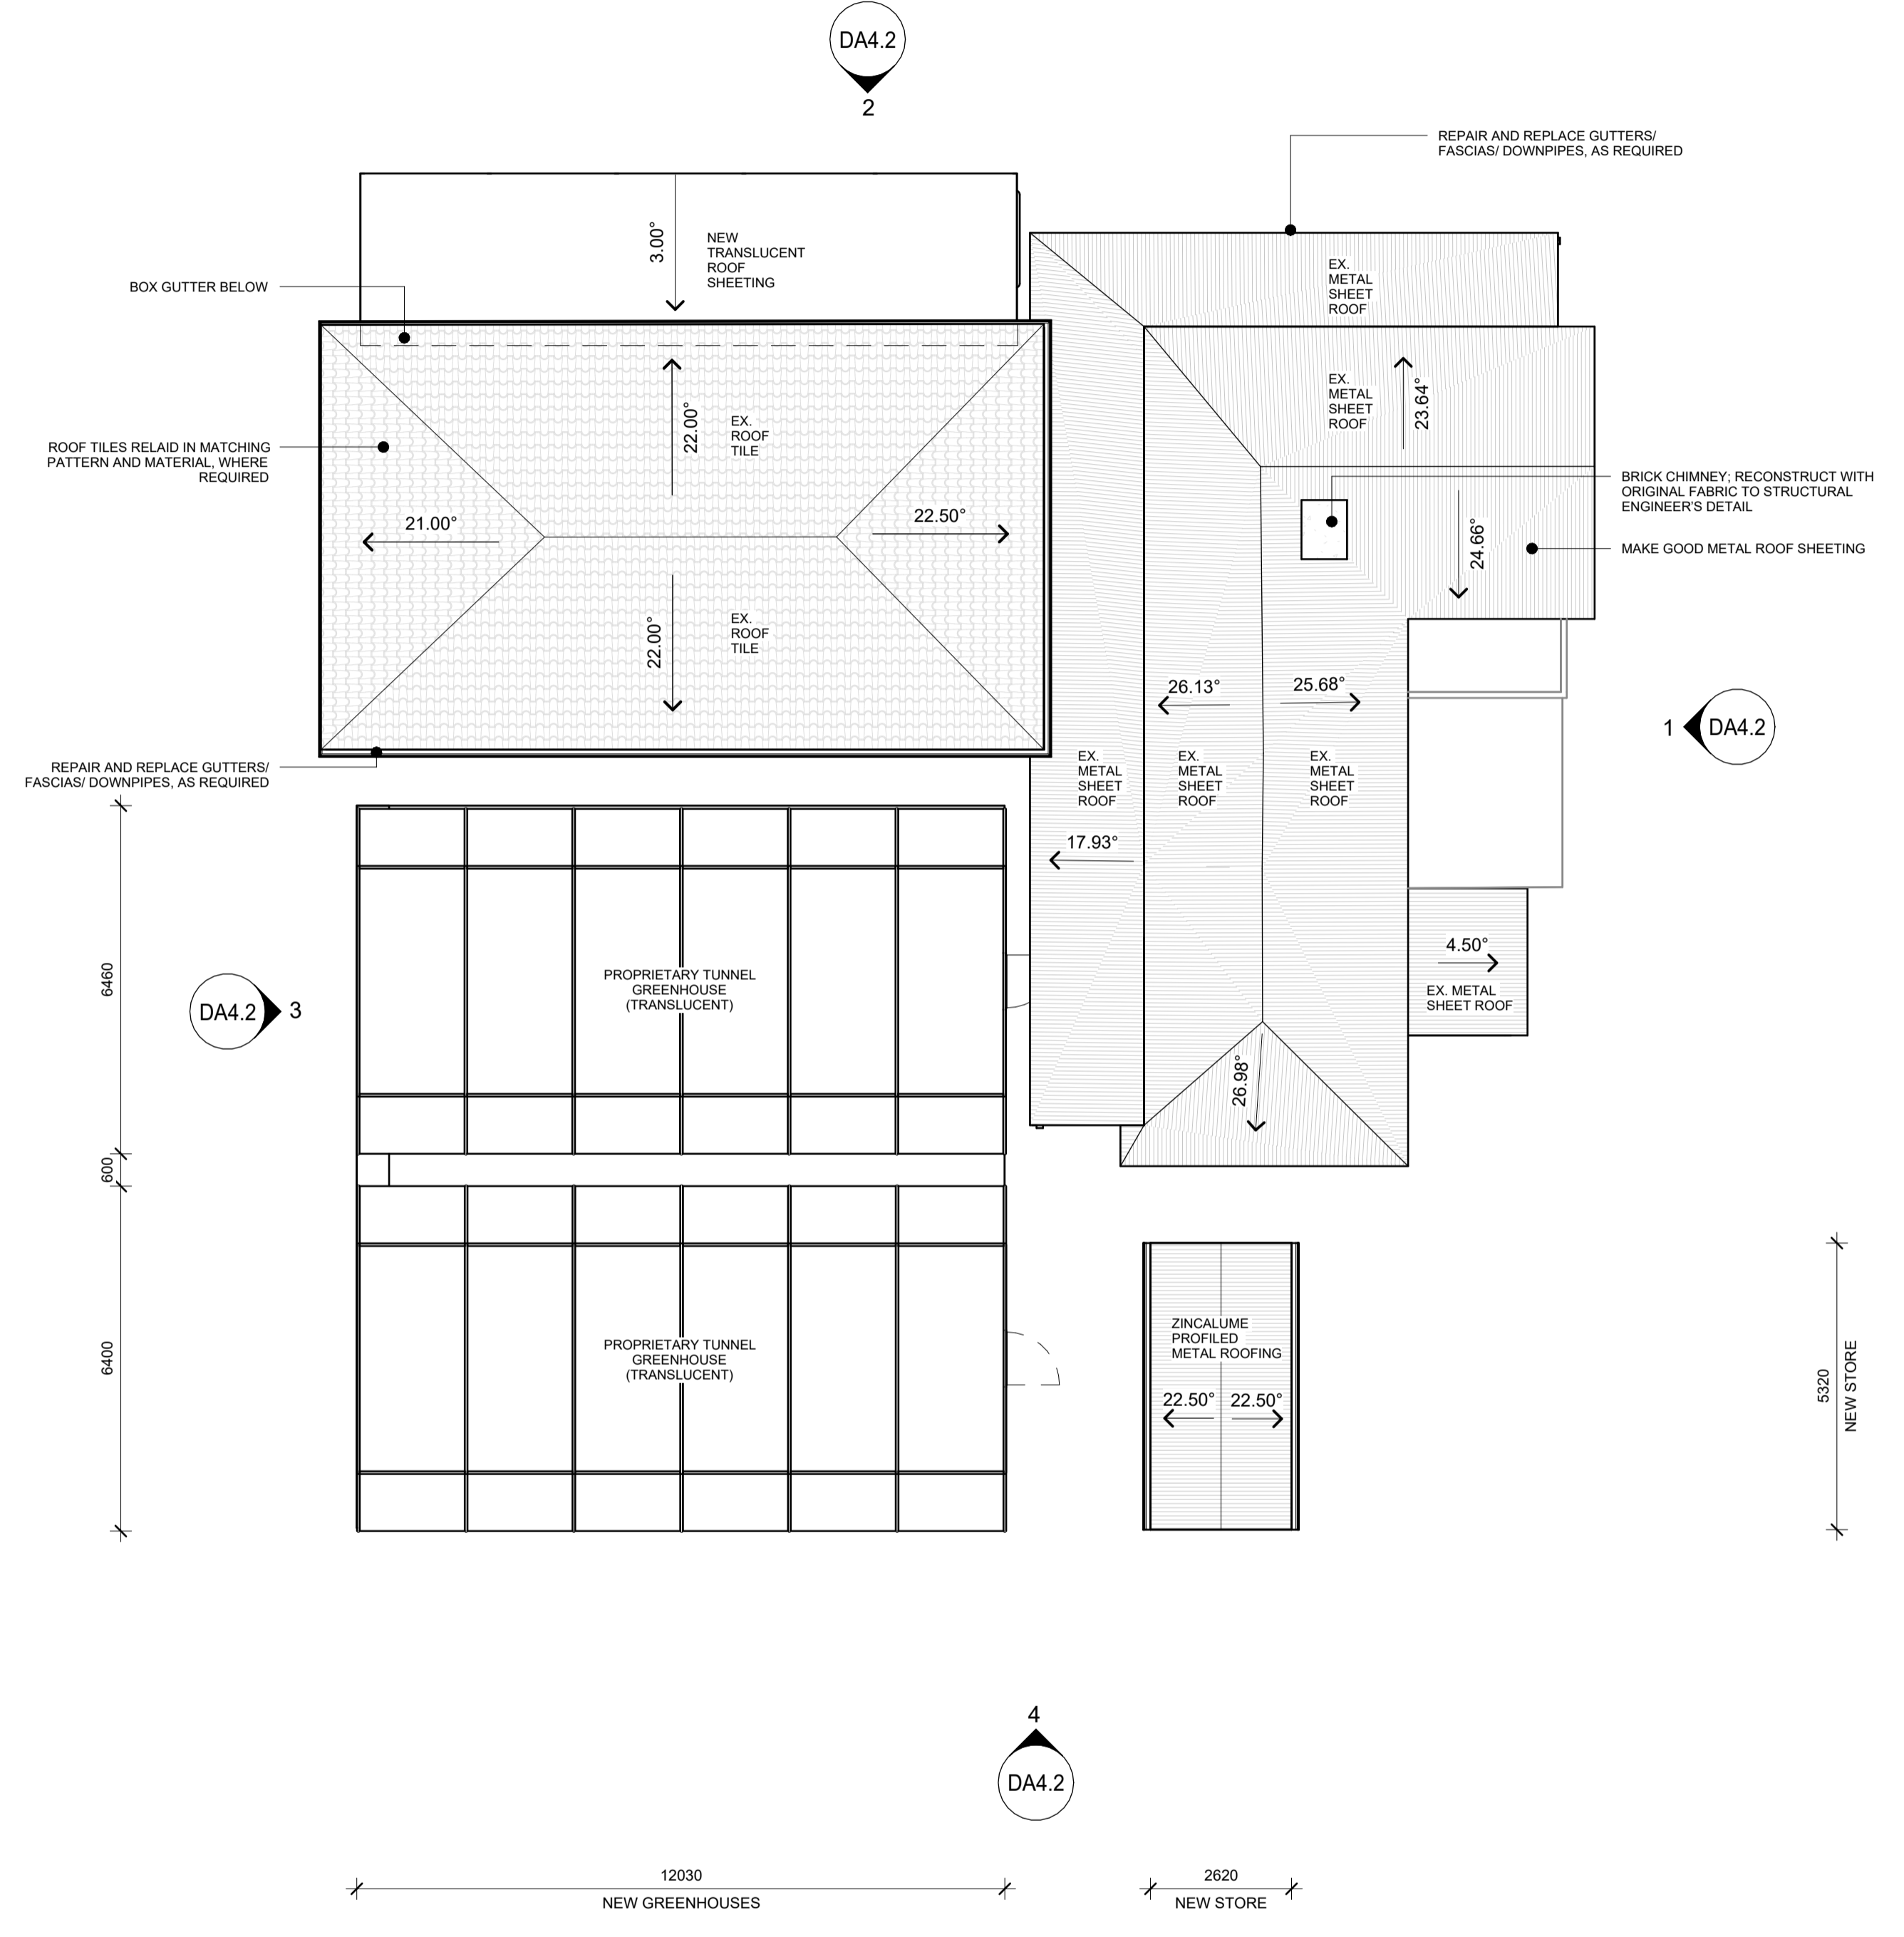 DA4.2
2
REPAIR AND REPLACE GUTTERS/
FASCIAS/ DOWNPIPES, AS REQUIRED
3.00°
NEW
TRANSLUCENT
ROOF
SHEETING
EX.
METAL
SHEET
ROOF
BOX GUTTER BELOW
EX.
METAL
SHEET
ROOF
23.64°
22.00°
EX.
ROOF
TILE
ROOF TILES RELAID IN MATCHING
PATTERN AND MATERIAL, WHERE
REQUIRED
BRICK CHIMNEY; RECONSTRUCT WITH
ORIGINAL FABRIC TO STRUCTURAL
ENGINEER'S DETAIL
21.00°
22.50°
24.66°
MAKE GOOD METAL ROOF SHEETING
22.00°
EX.
ROOF
TILE
26.13°
25.68°
1
DA4.2
REPAIR AND REPLACE GUTTERS/
FASCIAS/ DOWNPIPES, AS REQUIRED
EX.
METAL
SHEET
ROOF
EX.
METAL
SHEET
ROOF
EX.
METAL
SHEET
ROOF
17.93°
6460
PROPRIETARY TUNNEL
GREENHOUSE
(TRANSLUCENT)
4.50°
EX. METAL
SHEET ROOF
DA4.2
3
26.98°
600
6400
PROPRIETARY TUNNEL
GREENHOUSE
(TRANSLUCENT)
ZINCALUME
PROFILED
METAL ROOFING
22.50°
22.50°
5320
NEW STORE
4
DA4.2
12030
NEW GREENHOUSES
2620
NEW STORE